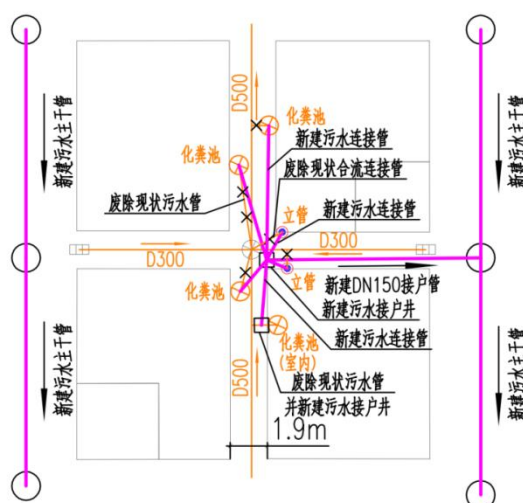 新建污水主干管
新建污水主干管
D500
化粪池
新建污水连接管
化粪池
废除现状合流连接管
废除现状污水管
新建污水连接管
立管
D300
D300
立管
新建DN150接户管
新建污水接户井
化粪池
新建污水连接管
化粪池
(室内)
新建污水主干管
D500
废除现状污水管
并新建污水接户井
新建污水主干管
1.9m